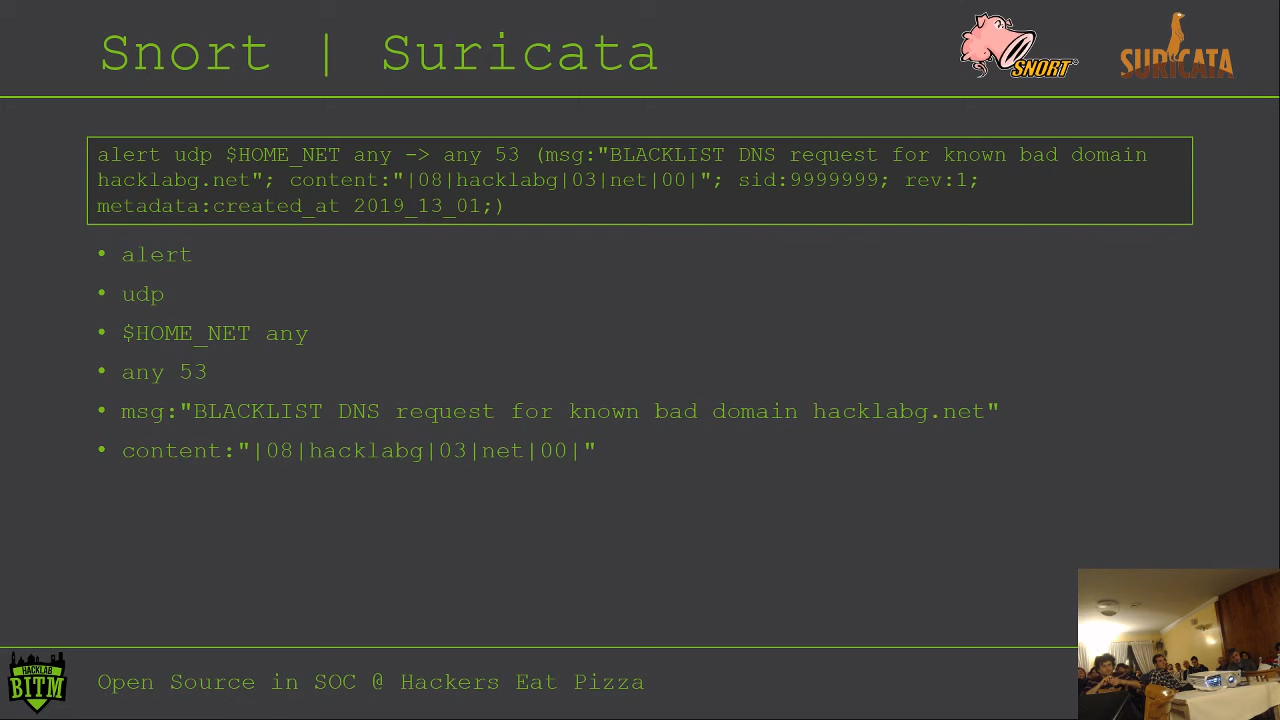 Snort | Suricata
SNORT
SURICATA
alert udp $HOME_NET any -> any 53 (msg:"BLACKLIST DNS request for known bad domain
hacklabg.net"; content:"|08|hacklabg|03|net|00|"; sid:9999999; rev:1;
metadata:created_at 2019_13_01;)
• alert
• udp
• $HOME_NET any
• any 53
• msg:"BLACKLIST DNS request for known bad domain hacklabg.net"
• content:"|08|hacklabg|03|net|00|"
HACKLAB
BITM
Open Source in SOC @ Hackers Eat Pizza